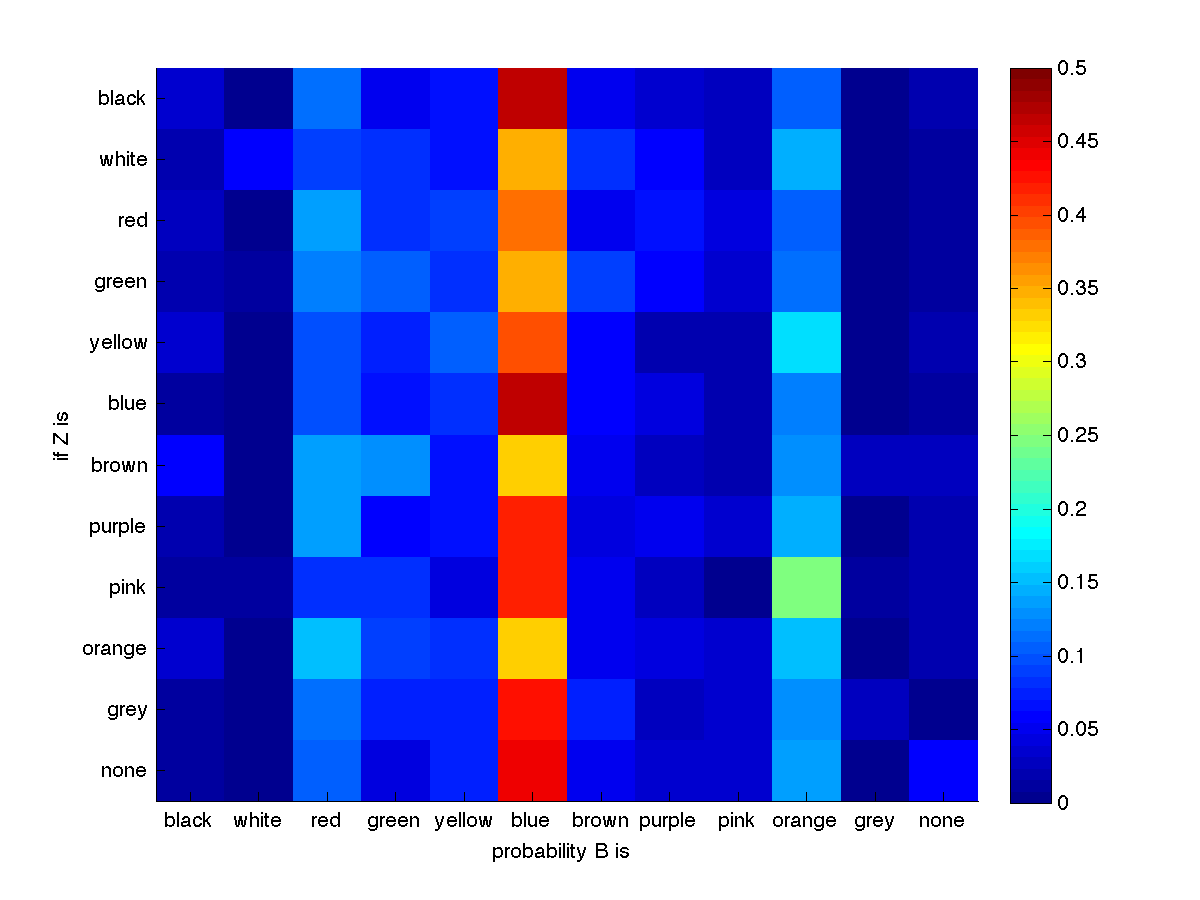 if Z is
black
white
red
green
yellow
blue
brown
purple
pink
orange
grey
none
black white red green yellow blue brown purple pink orange grey none
probability B is
0.5
0.45
0.4
0.35
0.3
0.25
0.2
0.15
0.1
0.05
0